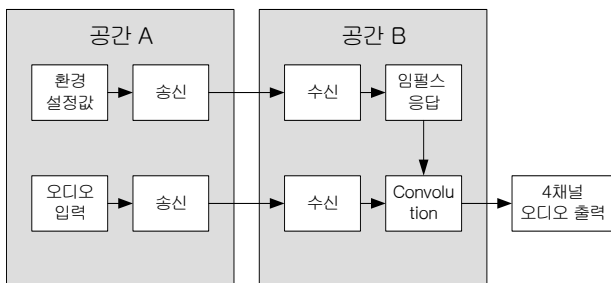 공간 A
공간 B
환경
설정값
송신
수신
임펄스
응답
오디오
입력
송신
수신
Convolu
tion
4채널
오디오 출력